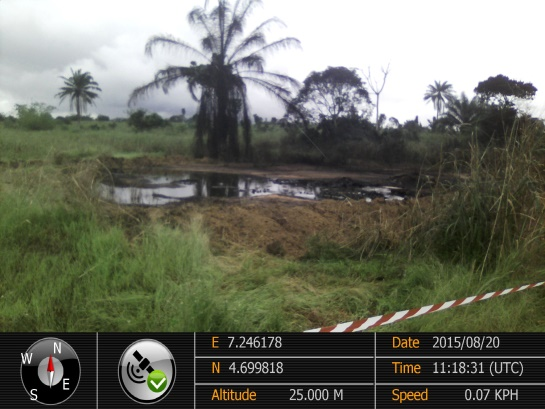 E 7.246178
Date 2015/08/20
N
W
E
S
N 4.699818
Time 11:18:31 (UTC)
Altitude 25.000 M
Speed 0.07 KPH